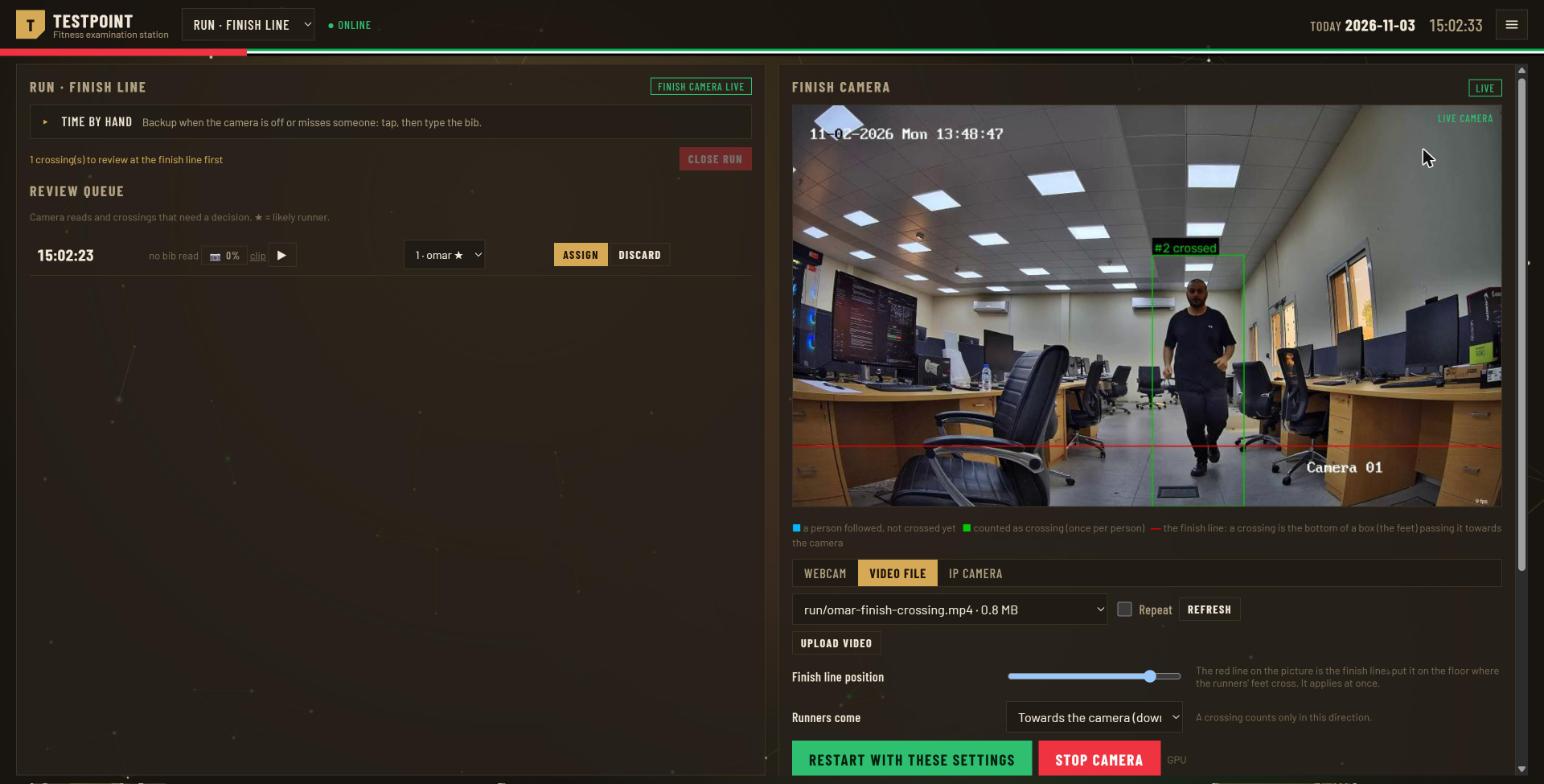 T
TESTPOINT
Fitness examination station
RUN · FINISH LINE
ONLINE
TODAY 2026-11-03 15:02:33
RUN · FINISH LINE
FINISH CAMERA LIVE
TIME BY HAND Backup when the camera is off or misses someone: tap, then type the bib.
1 crossing(s) to review at the finish line first
CLOSE RUN
REVIEW QUEUE
Camera reads and crossings that need a decision. ★ = likely runner.
15:02:23 no bib read 0% clip 1 · omar ★ ASSIGN DISCARD
FINISH CAMERA
LIVE
11-02-2026 Mon 13:48:47
LIVE CAMERA
#2 crossed
Camera 01
9 fps
a person followed, not crossed yet counted as crossing (once per person) the finish line: a crossing is the bottom of a box (the feet) passing it towards
the camera
WEBCAM VIDEO FILE IP CAMERA
run/omar-finish-crossing.mp4 · 0.8 MB
Repeat
REFRESH
UPLOAD VIDEO
Finish line position
The red line on the picture is the finish line: put it on the floor where
the runners' feet cross. It applies at once.
Runners come
Towards the camera (dow
A crossing counts only in this direction.
RESTART WITH THESE SETTINGS
STOP CAMERA
GPU